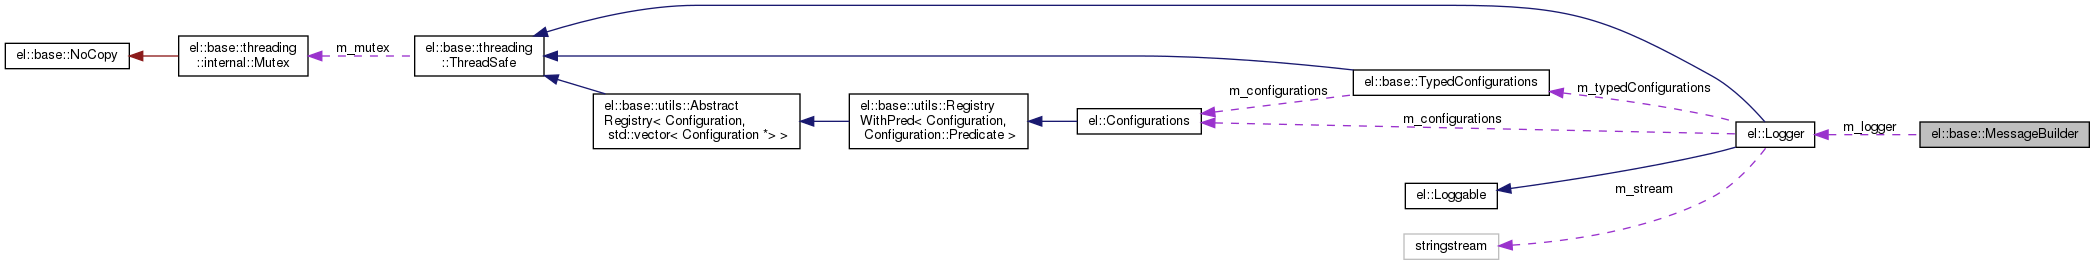 el::base::NoCopy
el::base::threading
::internal::Mutex
m_mutex
el::base::threading
::ThreadSafe
el::base::utils::Abstract
Registry< Configuration,
std::vector< Configuration *> >
el::base::utils::Registry
WithPred< Configuration,
Configuration::Predicate >
el::Configurations
m_configurations
m_configurations
el::base::TypedConfigurations
m_typedConfigurations
el::Loggable
stringstream
m_stream
el::Logger
m_logger
el::base::MessageBuilder